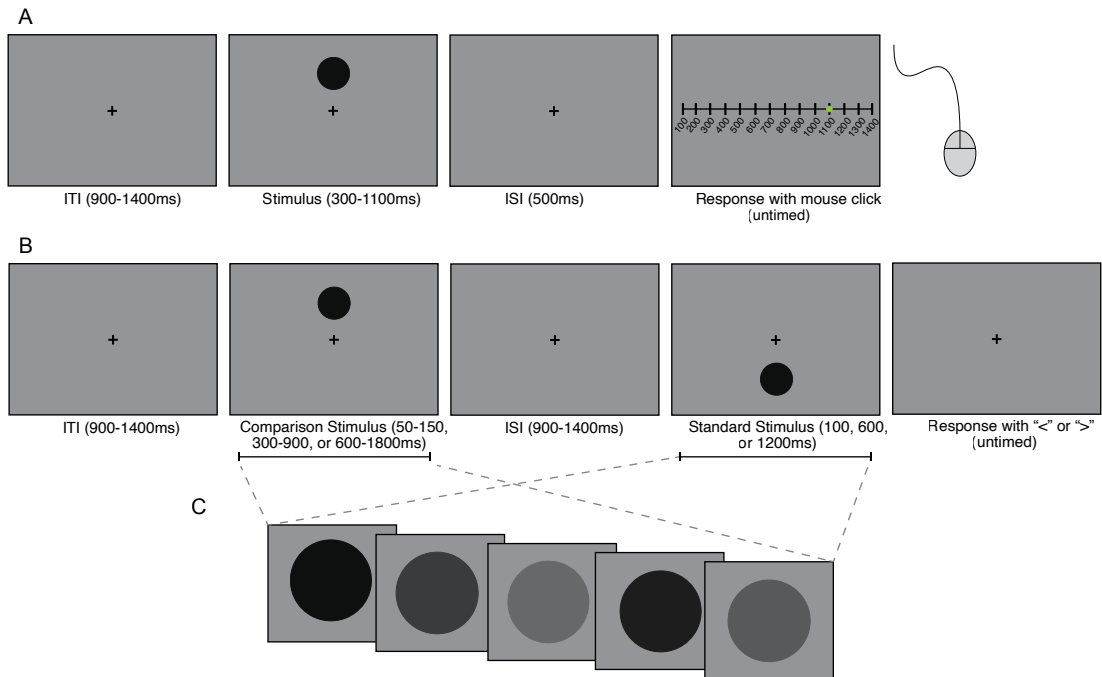 A
100 200 300 400 500 600 700 800 900 1000 1100 1200 1300 1400
ITI (900-1400ms)
Stimulus (300-1100ms)
ISI (500ms)
Response with mouse click
(untimed)
B
ITI (900-1400ms)
Comparison Stimulus (50-150,
300-900, or 600-1800ms)
ISI (900-1400ms)
Standard Stimulus (100, 600,
or 1200ms)
Response with “<” or “>”
(untimed)
C